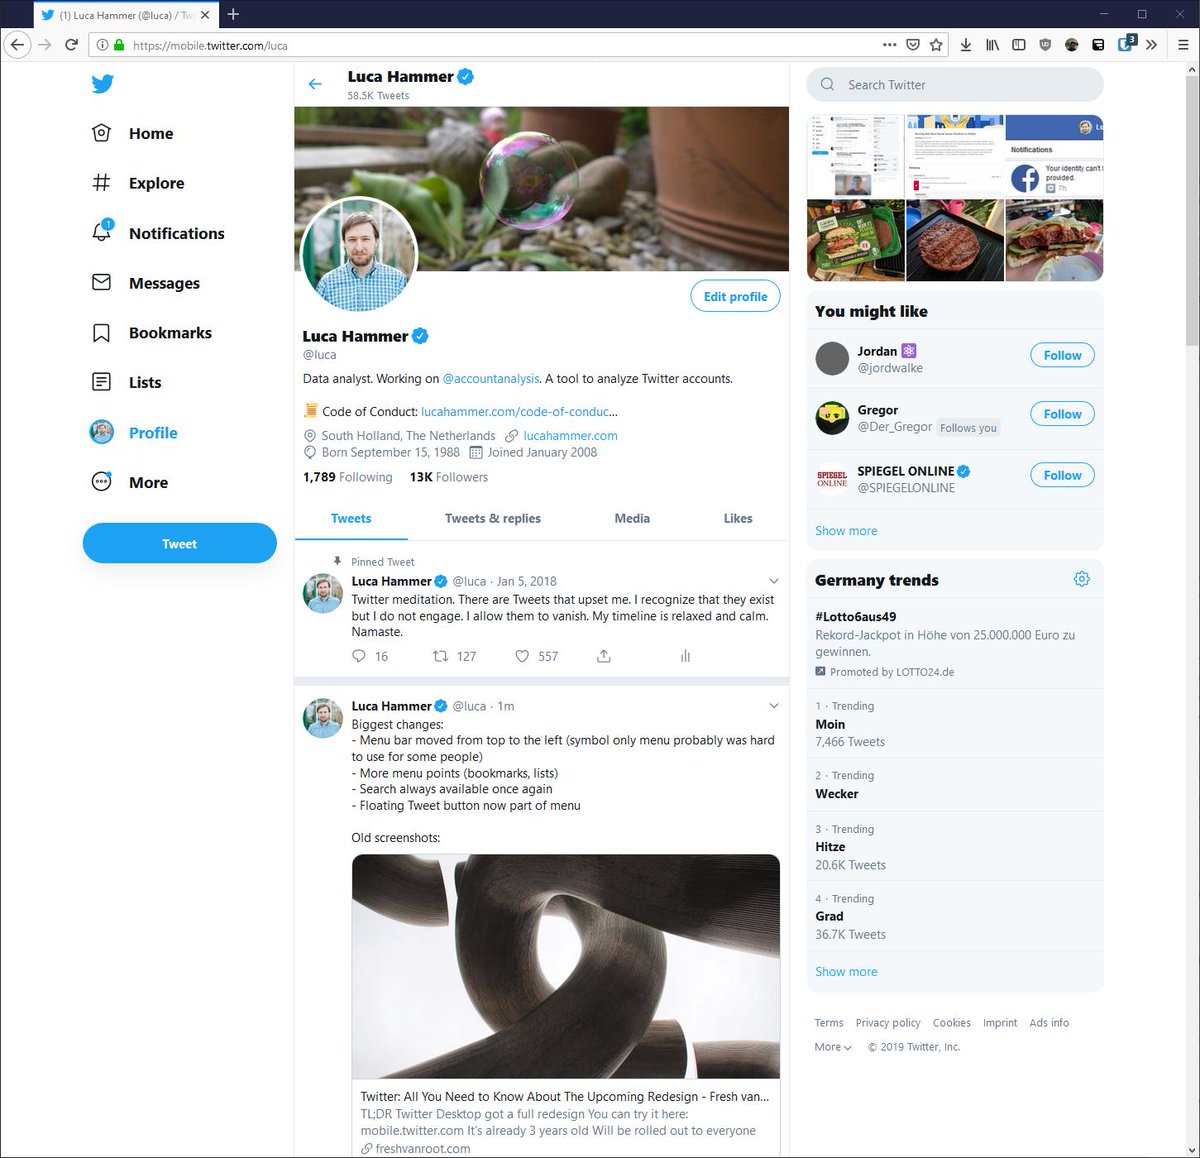 (1) Luca Hammer (@luca) / Tw
https://mobile.twitter.com/luca
3
Home
Explore
1
Notifications
Messages
Bookmarks
Lists
Profile
More
Tweet
Luca Hammer
58.5K Tweets
Edit profile
Luca Hammer
@luca
Data analyst. Working on @accountanalysis. A tool to analyze Twitter accounts.
Code of Conduct: lucahammer.com/code-of-conduc…
South Holland, The Netherlands lucahammer.com
Born September 15, 1988 Joined January 2008
1,789 Following 13K Followers
Tweets Tweets & replies Media Likes
Pinned Tweet
Luca Hammer @luca · Jan 5, 2018
Twitter meditation. There are Tweets that upset me. I recognize that they exist
but I do not engage. I allow them to vanish. My timeline is relaxed and calm.
Namaste.
16 127 557
Luca Hammer @luca · 1m
Biggest changes:
- Menu bar moved from top to the left (symbol only menu probably was hard
to use for some people)
- More menu points (bookmarks, lists)
- Search always available once again
- Floating Tweet button now part of menu
Old screenshots:
Twitter: All You Need to Know About The Upcoming Redesign - Fresh van...
TL;DR Twitter Desktop got a full redesign You can try it here:
mobile.twitter.com It's already 3 years old Will be rolled out to everyone
freshvanroot.com
Search Twitter
Lu
Notifications
Your identity can't
provided.
7h
You might like
Jordan
@jordwalke
Follow
Gregor
@Der_Gregor Follows you
Follow
SPIEGEL
ONLINE
SPIEGEL ONLINE
@SPIEGELONLINE
Follow
Show more
Germany trends
#Lotto6aus49
Rekord-Jackpot in Höhe von 25.000.000 Euro zu
gewinnen.
Promoted by LOTTO24.de
1 · Trending
Moin
7,466 Tweets
2 · Trending
Wecker
3 · Trending
Hitze
20.6K Tweets
4 · Trending
Grad
36.7K Tweets
Show more
Terms Privacy policy Cookies Imprint Ads info
More © 2019 Twitter, Inc.